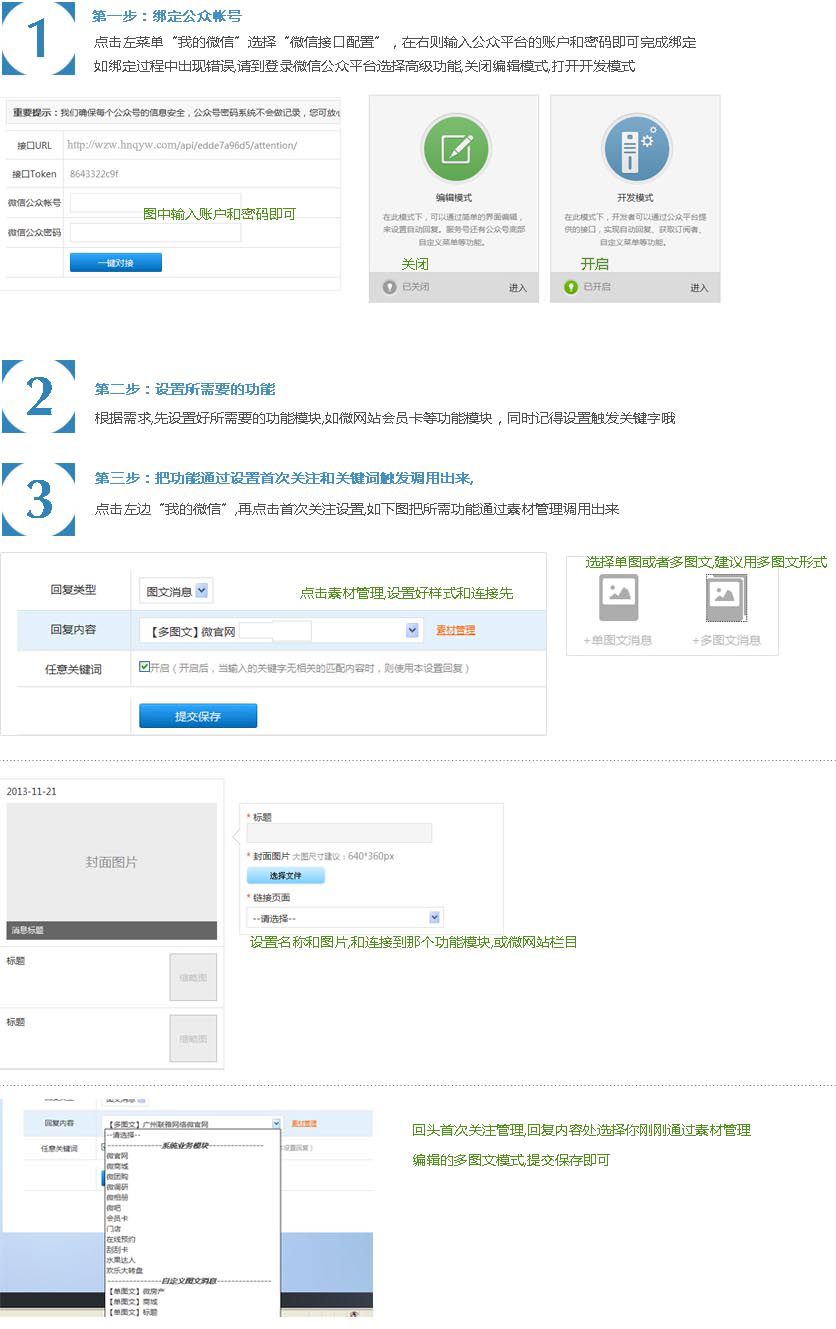 1
第一步：绑定公众帐号
点击左菜单“我的微信”选择“微信接口配置”，在右则输入公众平台的账户和密码即可完成绑定
如绑定过程中出现错误,请到登录微信公众平台选择高级功能,关闭编辑模式,打开开发模式
重要提示：我们确保每个公众号的信息安全，公众号密码系统不会做记录，您可放心
接口URL http://wzw.hnqyw.com/api/edde7a96d5/attention/
接口Token 8643322c9f
微信公众帐号
图中输入账户和密码即可
微信公众密码
一键对接
编辑模式
在此模式下，可以通过简单的界面编辑，
来设置自动回复。服务号还有公众号底部
自定义菜单等功能。
关闭
已关闭 进入
开发模式
在此模式下，开发者可以通过公众平台提
供的接口，实现自动回复、获取订阅者、
自定义菜单等功能。
开启
已开启 进入
2
第二步：设置所需要的功能
根据需求,先设置好所需要的功能模块,如微网站会员卡等功能模块，同时记得设置触发关键字哦
3
第三步：把功能通过设置首次关注和关键词触发调用出来,
点击左边“我的微信”,再点击首次关注设置,如下图把所需功能通过素材管理调用出来
回复类型 图文消息
点击素材管理,设置好样式和连接先
回复内容 【多图文】微官网 素材管理
任意关键词 开启（开启后，当输入的关键字无相关的匹配内容时，则使用本设置回复）
提交保存
选择单图或者多图文,建议用多图文形式
+单图文消息 +多图文消息
2013-11-21
封面图片
消息标题
标题 缩略图
标题 缩略图
* 标题
* 封面图片 大图尺寸建议：640*360px
选择文件
* 链接页面
--请选择--
设置名称和图片,和连接到那个功能模块,或微网站栏目
图文消息
回复内容 【多图文】广州联雅网络微官网 素材管理
任意关键词 本设置回复）
--请选择--
系统业务模块
微官网
微商城
微团购
微调研
微相册
微吧
会员卡
门店
在线预约
刮刮卡
水果达人
欢乐大转盘
自定义图文消息
【单图文】微房产
【单图文】商城
【单图文】标题
回头首次关注管理,回复内容处选择你刚刚通过素材管理
编辑的多图文模式,提交保存即可